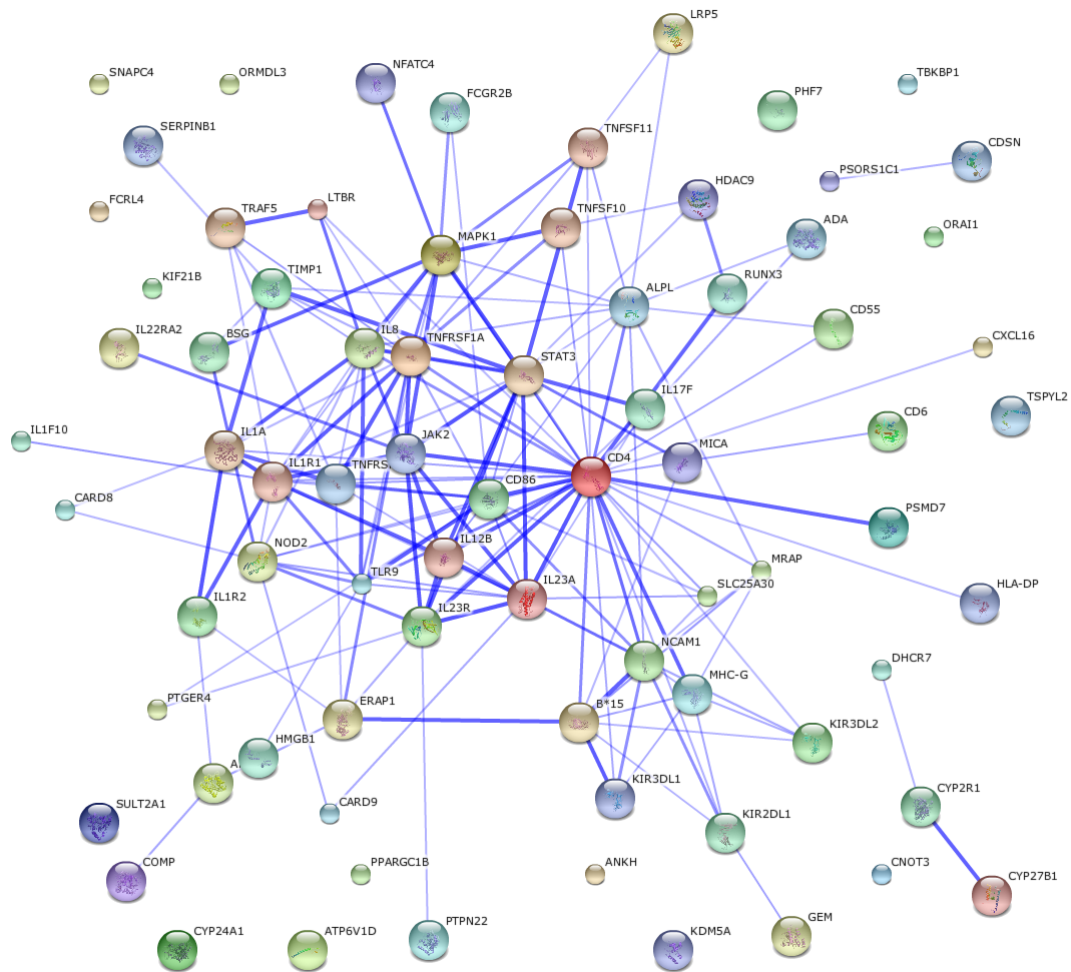 LRP5
SNAPC4
ORMDL3
NFATC4
TBKBP1
FCGR2B
PHF7
SERPINB1
TNFSF11
CDSN
PSORS1C1
HDAC9
FCRL4
TRAF5
LTBR
TNFSF10
ADA
ORAI1
MAPK1
KIF21B
TIMP1
ALPL
RUNX3
CD55
IL22RA2
BSG
IL8
TNFRSF1A
STAT3
CXCL16
IL17F
TSPYL2
CD6
IL1F10
IL1A
JAK2
MICA
IL1R1
TNFRS
CD86
CD4
CARD8
PSMD7
NOD2
IL12B
TLR9
MRAP
SLC25A30
IL23A
HLA-DP
IL1R2
IL23R
NCAM1
DHCR7
MHC-G
PTGER4
ERAP1
B*15
KIR3DL2
HMGB1
A
KIR3DL1
CYP2R1
SULT2A1
CARD9
KIR2DL1
COMP
PPARGC1B
ANKH
CNOT3
CYP27B1
CYP24A1
ATP6V1D
PTPN22
KDM5A
GEM